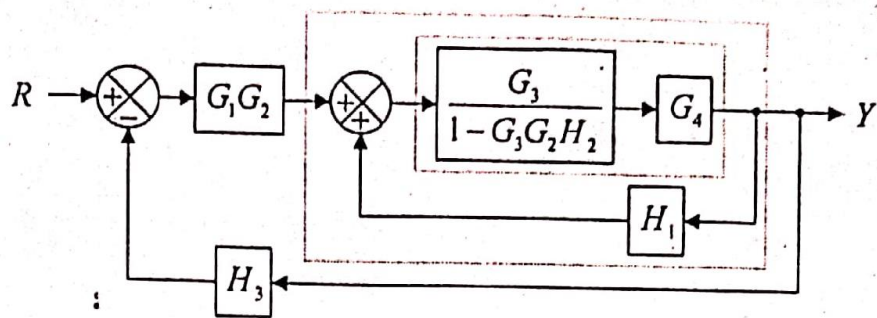 R + − G₁G₂ + + G₃ / 1 − G₃G₂H₂ G₄ Y
H₁
H₃
: